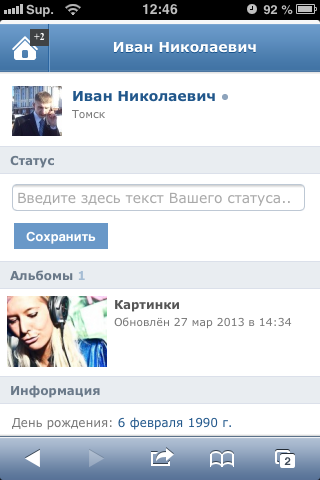 Sup.
12:46
92 %
+2
Иван Николаевич
Иван Николаевич
Томск
Статус
Введите здесь текст Вашего статуса..
Сохранить
Альбомы 1
Картинки
Обновлён 27 мар 2013 в 14:34
Информация
День рождения: 6 февраля 1990 г.
2